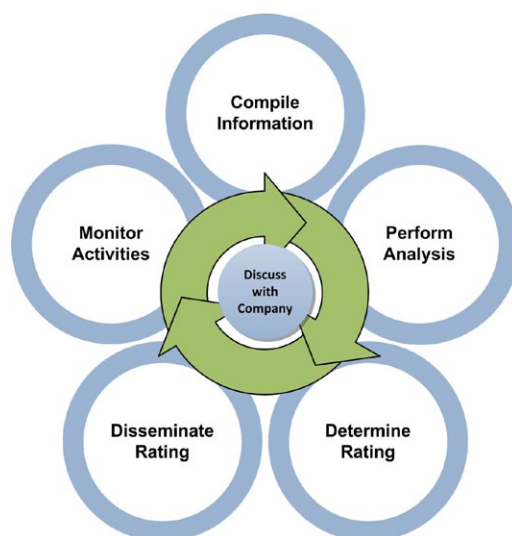 Compile
Information
Perform
Analysis
Determine
Rating
Disseminate
Rating
Monitor
Activities
Discuss
with
Company